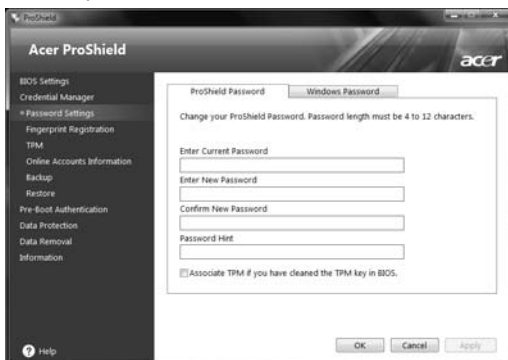 ProShield
Acer ProShield
acer
BIOS Settings
Credential Manager
Password Settings
Fingerprint Registration
TPM
Online Accounts Information
Backup
Restore
Pre-Boot Authentication
Data Protection
Data Removal
Information
Help
ProShield Password
Windows Password
Change your ProShield Password. Password length must be 4 to 12 characters.
Enter Current Password
Enter New Password
Confirm New Password
Password Hint
Associate TPM if you have cleaned the TPM key in BIOS.
OK
Cancel
Apply